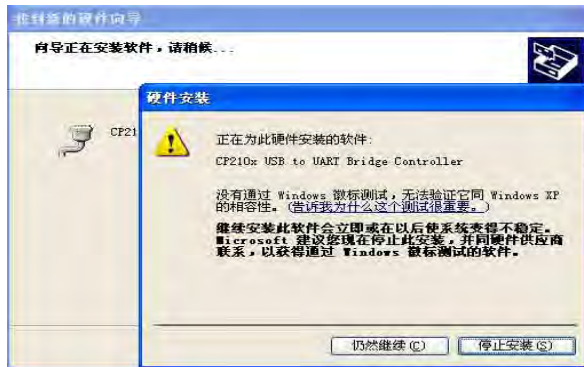 找到新的硬件向导
向导正在安装软件，请稍候...
硬件安装
CP21
正在为此硬件安装的软件:
CP210x USB to UART Bridge Controller
没有通过 Windows 徽标测试，无法验证它同 Windows XP
的相容性。(告诉我为什么这个测试很重要。)
继续安装此软件会立即或在以后使系统变得不稳定。
Microsoft 建议您现在停止此安装，并同硬件供应商
联系，以获得通过 Windows 徽标测试的软件。
仍然继续(C)
停止安装(S)